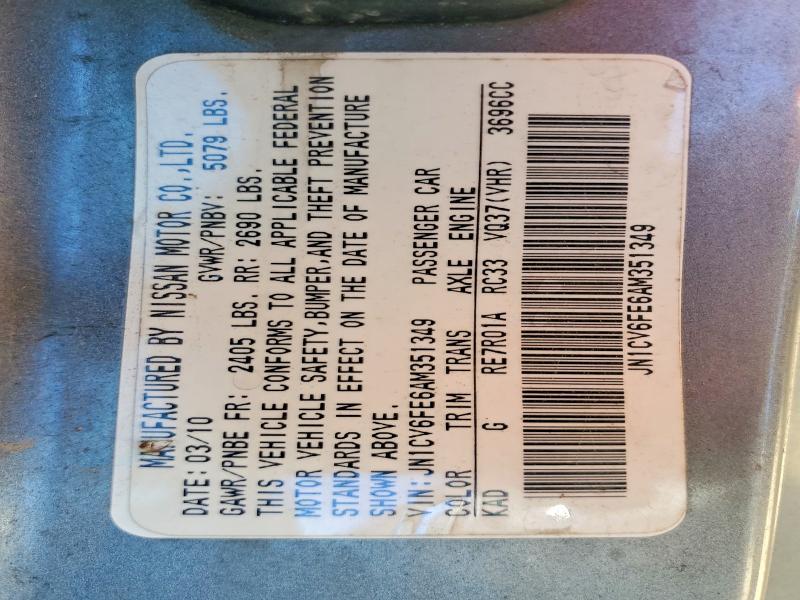 MANUFACTURED BY NISSAN MOTOR CO.,LTD.
DATE: 03/10 GVWR/PNBV: 5079 LBS.
GAWR/PNBE FR: 2405 LBS. RR: 2690 LBS.
THIS VEHICLE CONFORMS TO ALL APPLICABLE FEDERAL
MOTOR VEHICLE SAFETY,BUMPER,AND THEFT PREVENTION
STANDARDS IN EFFECT ON THE DATE OF MANUFACTURE
SHOWN ABOVE.
VIN:JN1CV6FE6AM351349 PASSENGER CAR
COLOR TRIM TRANS AXLE ENGINE
KAD G RE7R01A RC33 VQ37(VHR) 3696CC
JN1CV6FE6AM351349